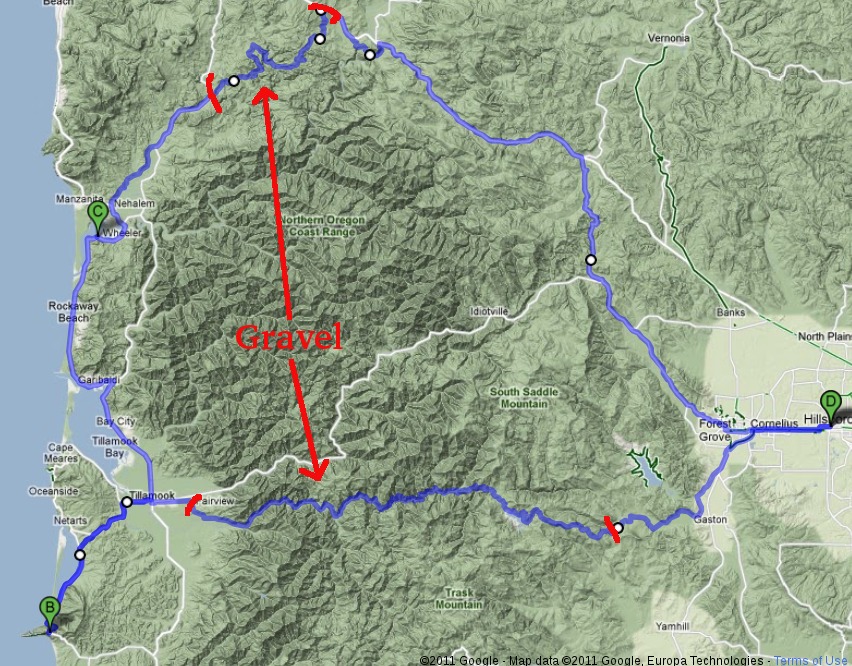 Beach
Vernonia
Manzanita
Nehalem
C
Wheeler
Northern Oregon
Coast Range
Rockaway
Beach
Idiotville
Banks
North Plain
Gravel
Garibaldi
South Saddle
Mountain
D
Bay City
Forest
Grove
Cornelius
Hillsboro
Tillamook
Bay
Cape
Meares
Oceanside
Tillamook
Fairview
Netarts
Gaston
B
Trask
Mountain
Yamhill
©2011 Google - Map data ©2011 Google, Europa Technologies - Terms of Use